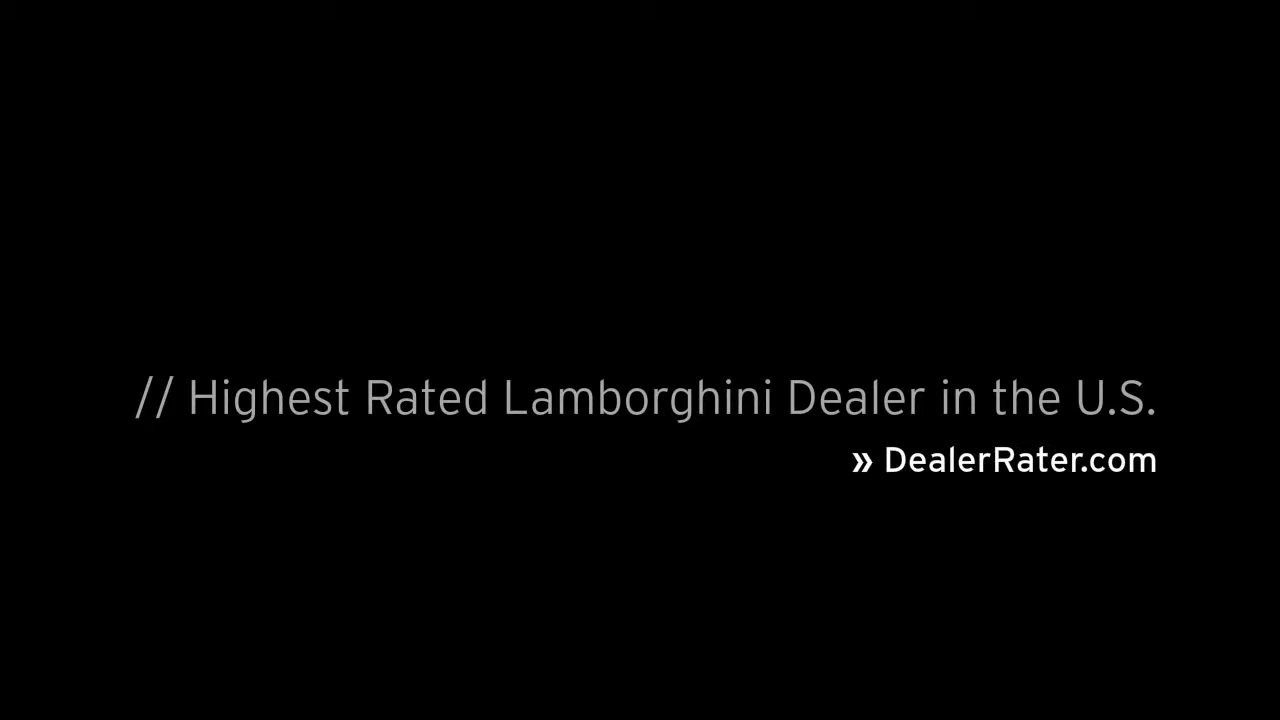 // Highest Rated Lamborghini Dealer in the U.S.
» DealerRater.com